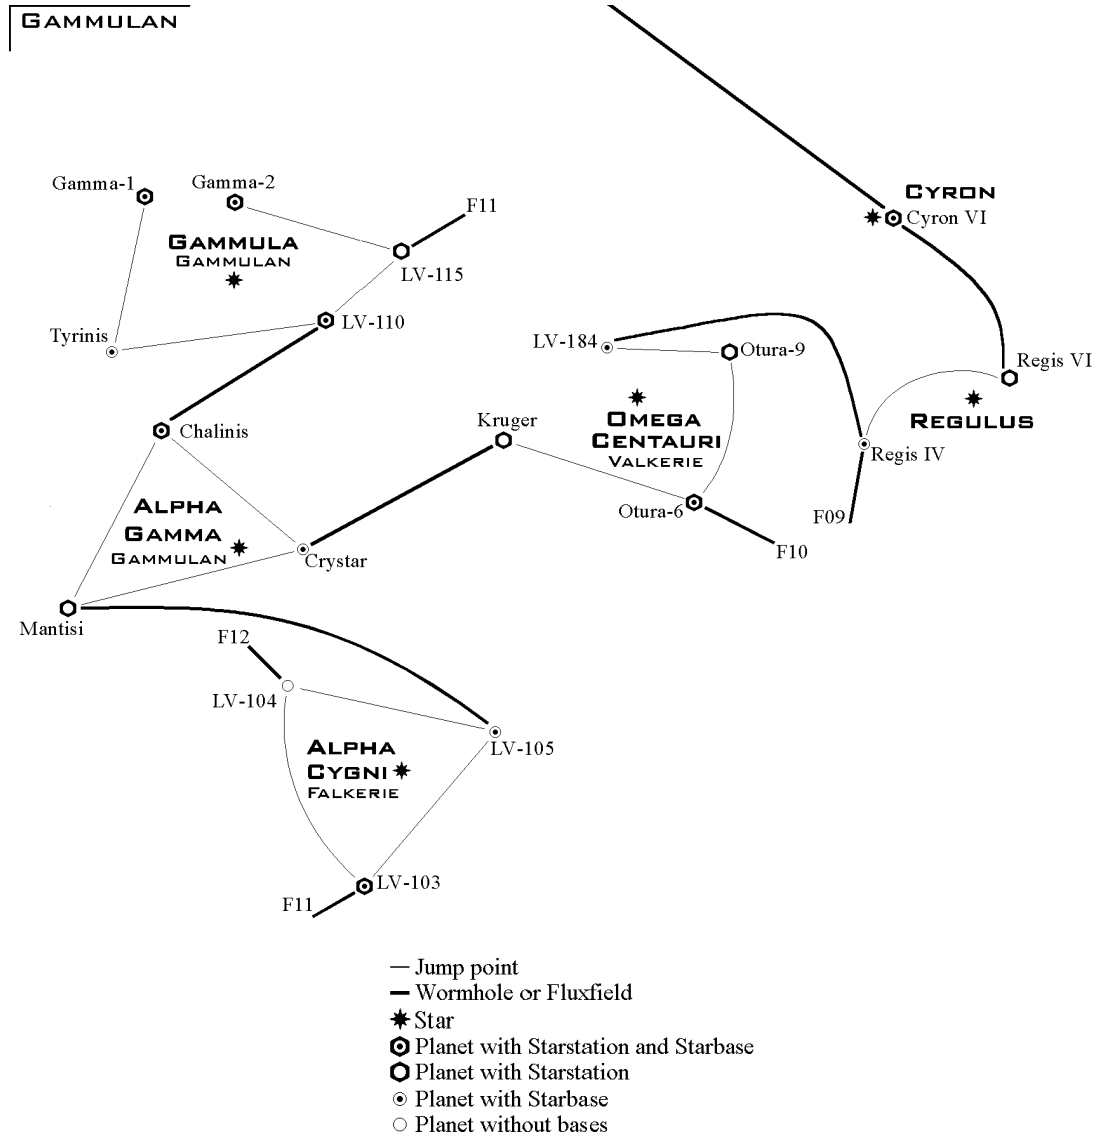 GAMMULAN
CYRON
Cyron VI
Gamma-1
Gamma-2
F11
GAMMULA
GAMMULAN
LV-115
LV-110
Tyrinis
LV-184
Otura-9
Regis VI
REGULUS
OMEGA
CENTAURI
VALKERIE
Kruger
Chalinis
Regis IV
Otura-6
F09
F10
ALPHA
GAMMA
GAMMULAN
Crystar
Mantisi
F12
LV-104
LV-105
ALPHA
CYGNI
FALKERIE
LV-103
F11
Jump point
Wormhole or Fluxfield
Star
Planet with Starstation and Starbase
Planet with Starstation
Planet with Starbase
Planet without bases